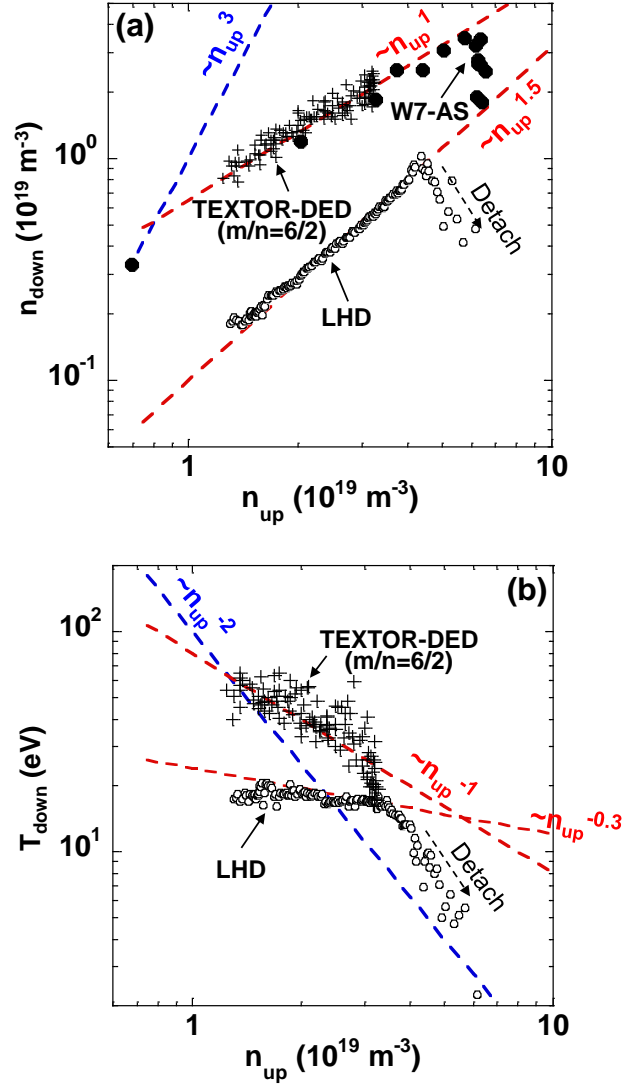 (a)
~n_up^3
~n_up^1
W7-AS
~n_up^1.5
10^0
TEXTOR-DED
(m/n=6/2)
Detach
LHD
10^-1
n_down (10^19 m^-3)
1
10
n_up (10^19 m^-3)
(b)
~n_up^-2
10^2
TEXTOR-DED
(m/n=6/2)
~n_up^-1
~n_up^-0.3
10^1
LHD
Detach
T_down (eV)
1
10
n_up (10^19 m^-3)